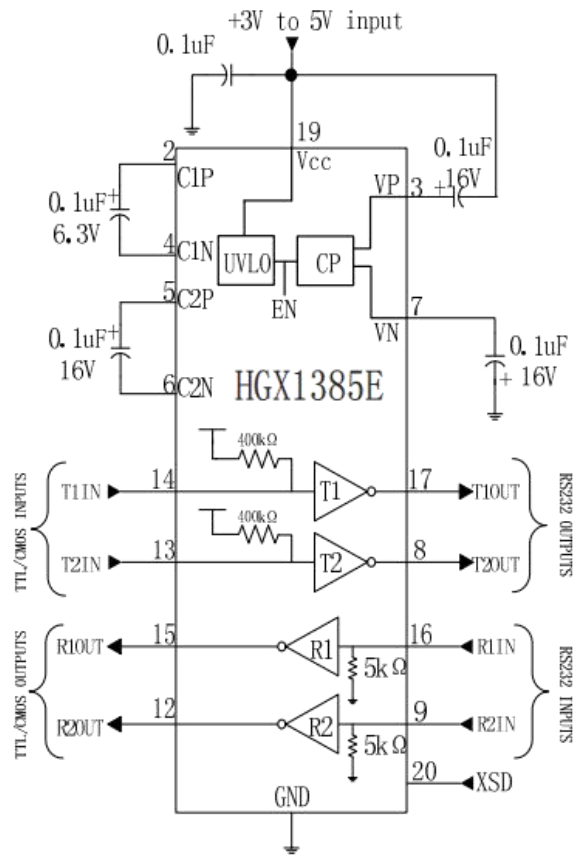 +3V to 5V input
0.1uF
19
Vcc
2
C1P
0.1uF+
6.3V
4
C1N
VP
3
0.1uF
+16V
UVLO
CP
EN
5
C2P
0.1uF+
16V
6
C2N
7
VN
0.1uF
+ 16V
HGX1385E
TTL/CMOS INPUTS
T1IN
14
400kΩ
T1
17
T1OUT
T2IN
13
400kΩ
T2
8
T2OUT
RS232 OUTPUTS
TTL/CMOS OUTPUTS
R1OUT
15
R1
5kΩ
16
R1IN
R2OUT
12
R2
5kΩ
9
R2IN
RS232 INPUTS
20
XSD
GND